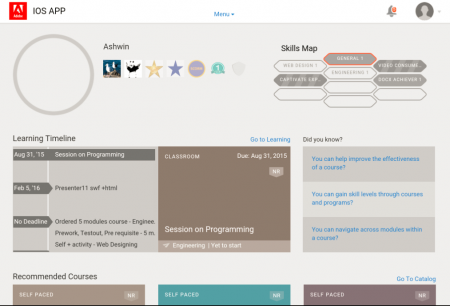 Adobe
IOS APP
Menu
Ashwin
Skills Map
GENERAL 1
WEB SESSION 1
VIDEO CONSUME...
ENGINEERING 1
CAPTIVATE EXP...
DOCS ACHIEVER 1
Learning Timeline
Go to Learning
Did you know?
Aug 31, '15
Session on Programming
Feb 5, '16
Presenter11 swf +html
No Deadline
Ordered 5 modules course - Enginee.
Prework, Testout, Pre requisite - 5 m.
Self + activity - Web Designing
CLASSROOM
Due: Aug 31, 2015
NR
Session on Programming
Engineering | Yet to start
You can help improve the effectiveness
of a course?
You can gain skill levels through courses
and programs?
You can navigate across modules within
a course?
Recommended Courses
Go To Catalog
SELF PACED
NR
SELF PACED
NR
SELF PACED
NR